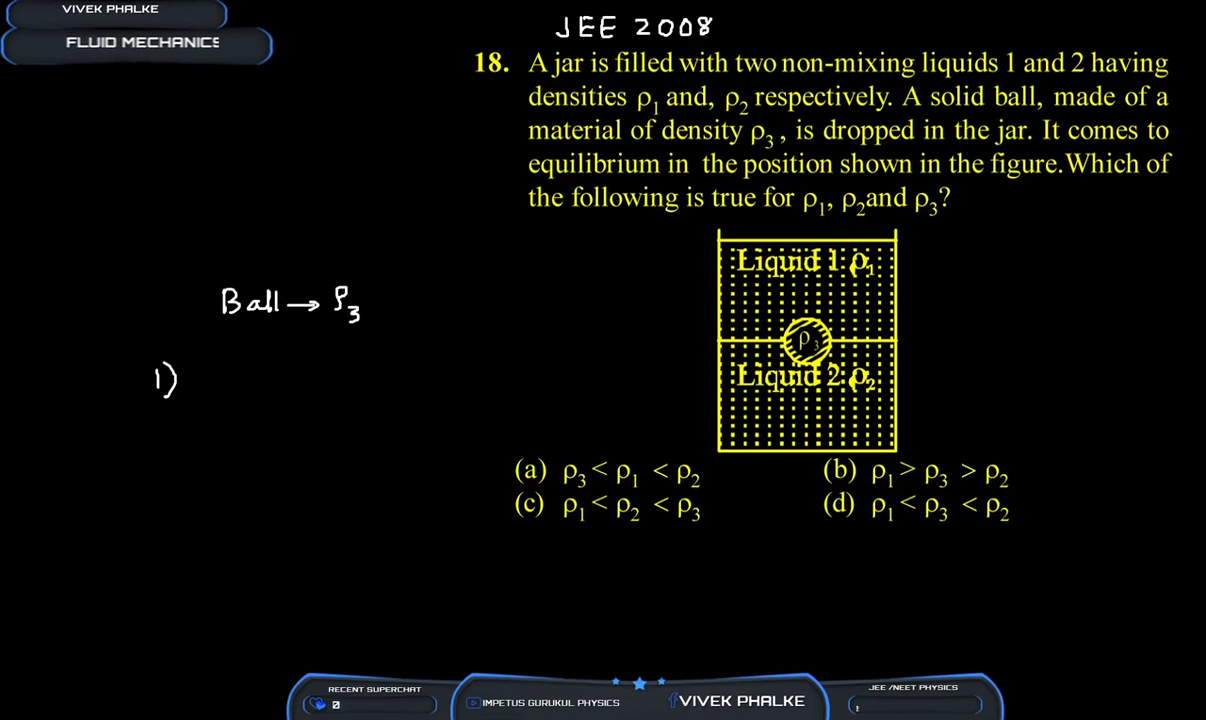 VIVEK PHALKE
FLUID MECHANICS
JEE 2008
18. A jar is filled with two non-mixing liquids 1 and 2 having
densities ρ₁ and, ρ₂ respectively. A solid ball, made of a
material of density ρ₃, is dropped in the jar. It comes to
equilibrium in the position shown in the figure.Which of
the following is true for ρ₁, ρ₂and ρ₃?
Liquid 1 ρ₁
Ball → ρ₃
ρ₃
1)
Liquid 2 ρ₂
(a) ρ₃ < ρ₁ < ρ₂ (b) ρ₁ > ρ₃ > ρ₂
(c) ρ₁ < ρ₂ < ρ₃ (d) ρ₁ < ρ₃ < ρ₂
RECENT SUPERCHAT
0
IMPETUS GURUKUL PHYSICS
VIVEK PHALKE
JEE /NEET PHYSICS